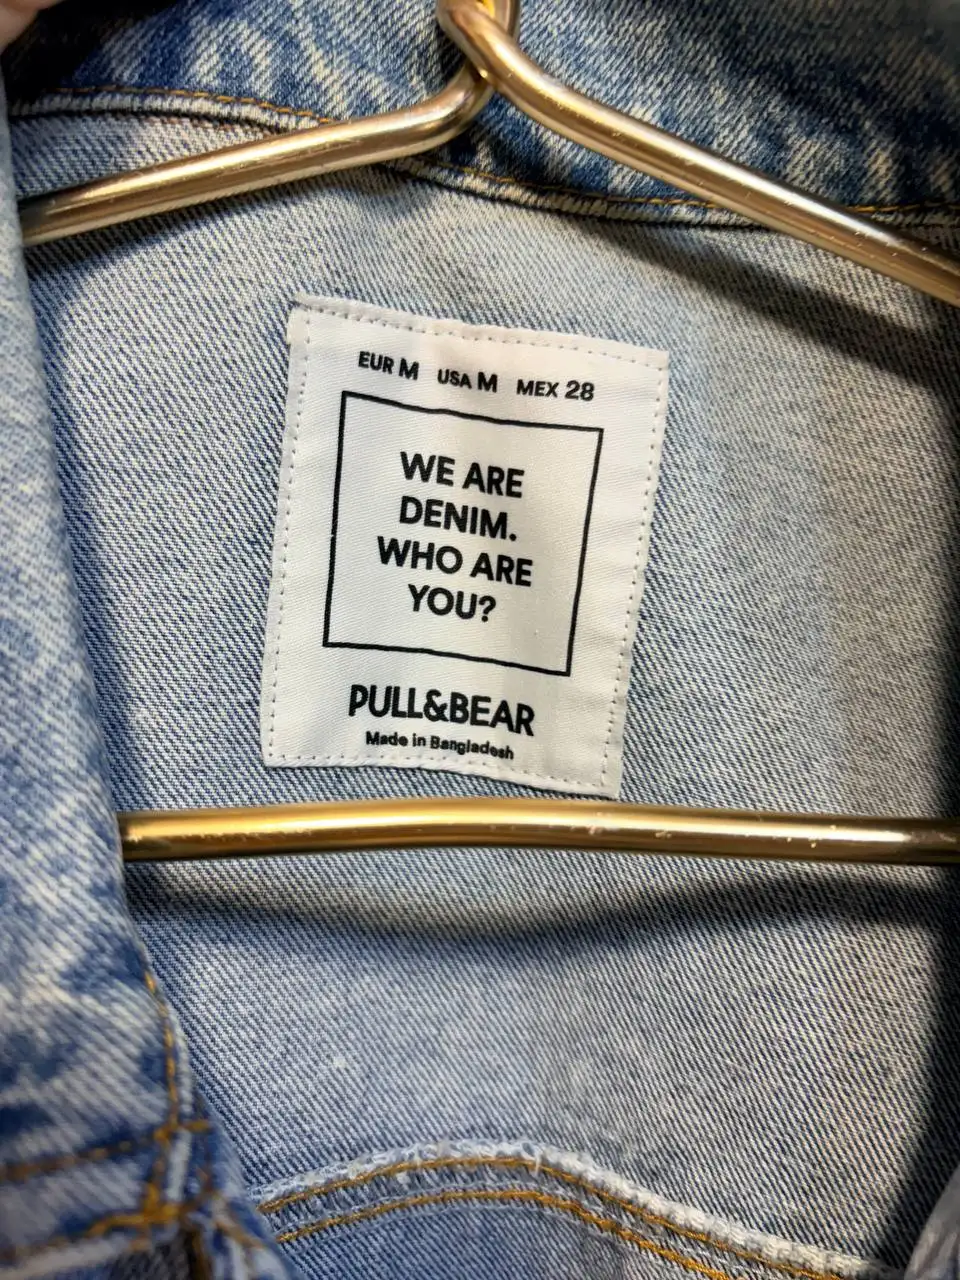 EUR M USA M MEX 28
WE ARE
DENIM.
WHO ARE
YOU?
PULL&BEAR
Made in Bangladesh